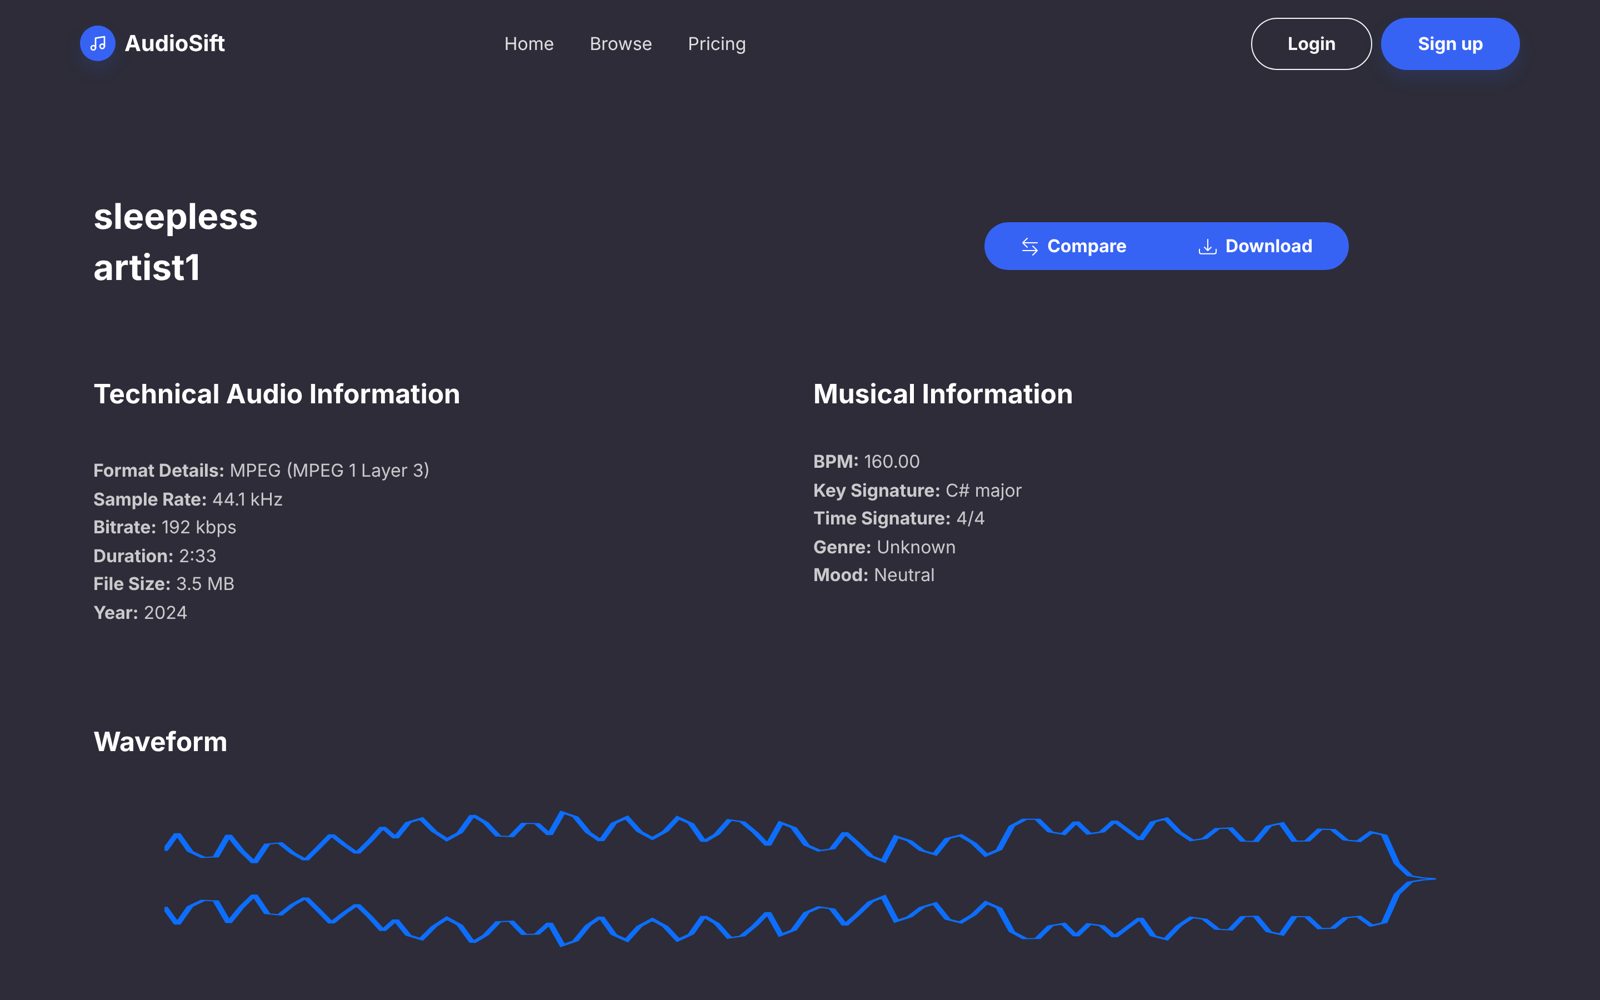 AudioSift
Home Browse Pricing
Login Sign up
sleepless
artist1
Compare Download
Technical Audio Information
Format Details: MPEG (MPEG 1 Layer 3)
Sample Rate: 44.1 kHz
Bitrate: 192 kbps
Duration: 2:33
File Size: 3.5 MB
Year: 2024
Musical Information
BPM: 160.00
Key Signature: C# major
Time Signature: 4/4
Genre: Unknown
Mood: Neutral
Waveform